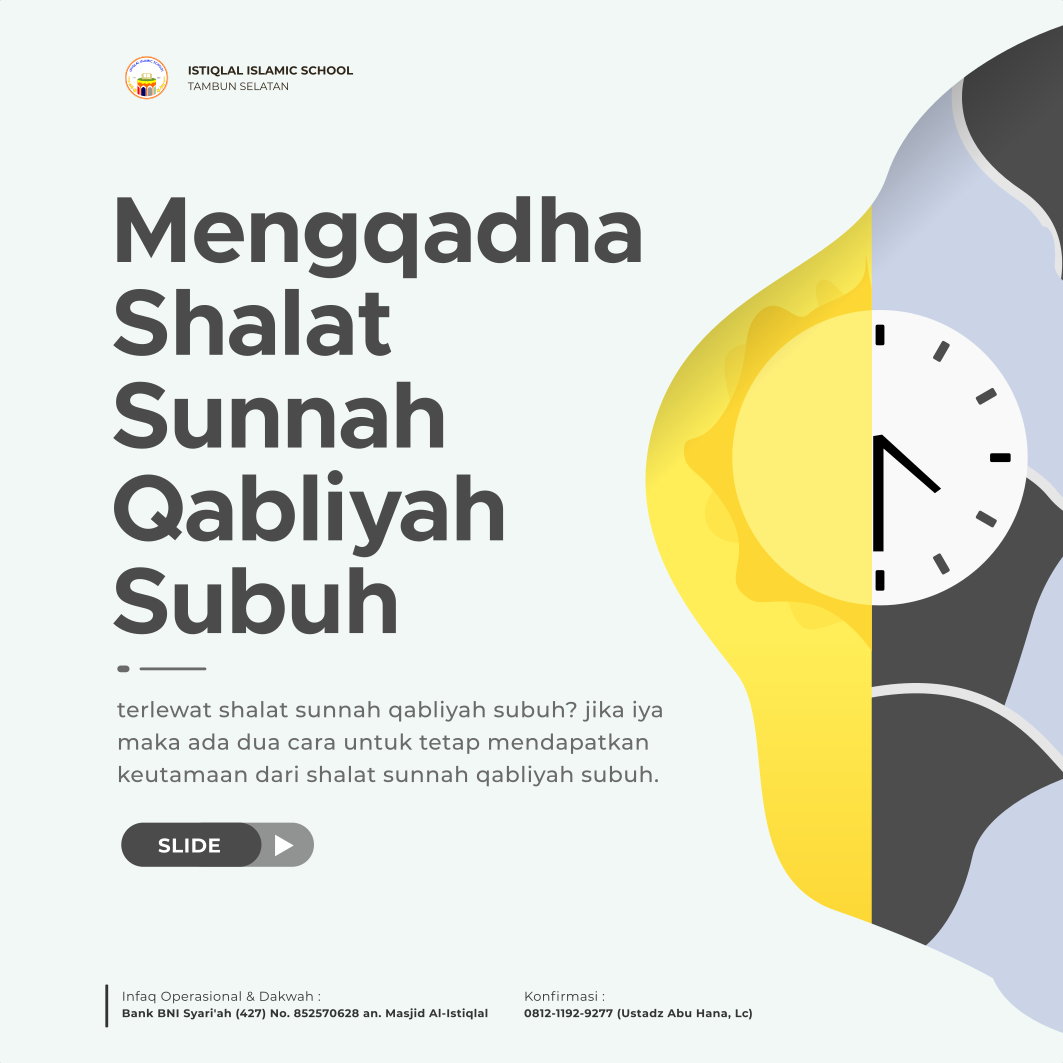 ISTIQLAL ISLAMIC SCHOOL
TAMBUN SELATAN
Mengqadha
Shalat
Sunnah
Qabliyah
Subuh
terlewat shalat sunnah qabliyah subuh? jika iya
maka ada dua cara untuk tetap mendapatkan
keutamaan dari shalat sunnah qabliyah subuh.
SLIDE
Infaq Operasional & Dakwah :
Bank BNI Syari'ah (427) No. 852570628 an. Masjid Al-Istiqlal
Konfirmasi :
0812-1192-9277 (Ustadz Abu Hana, Lc)